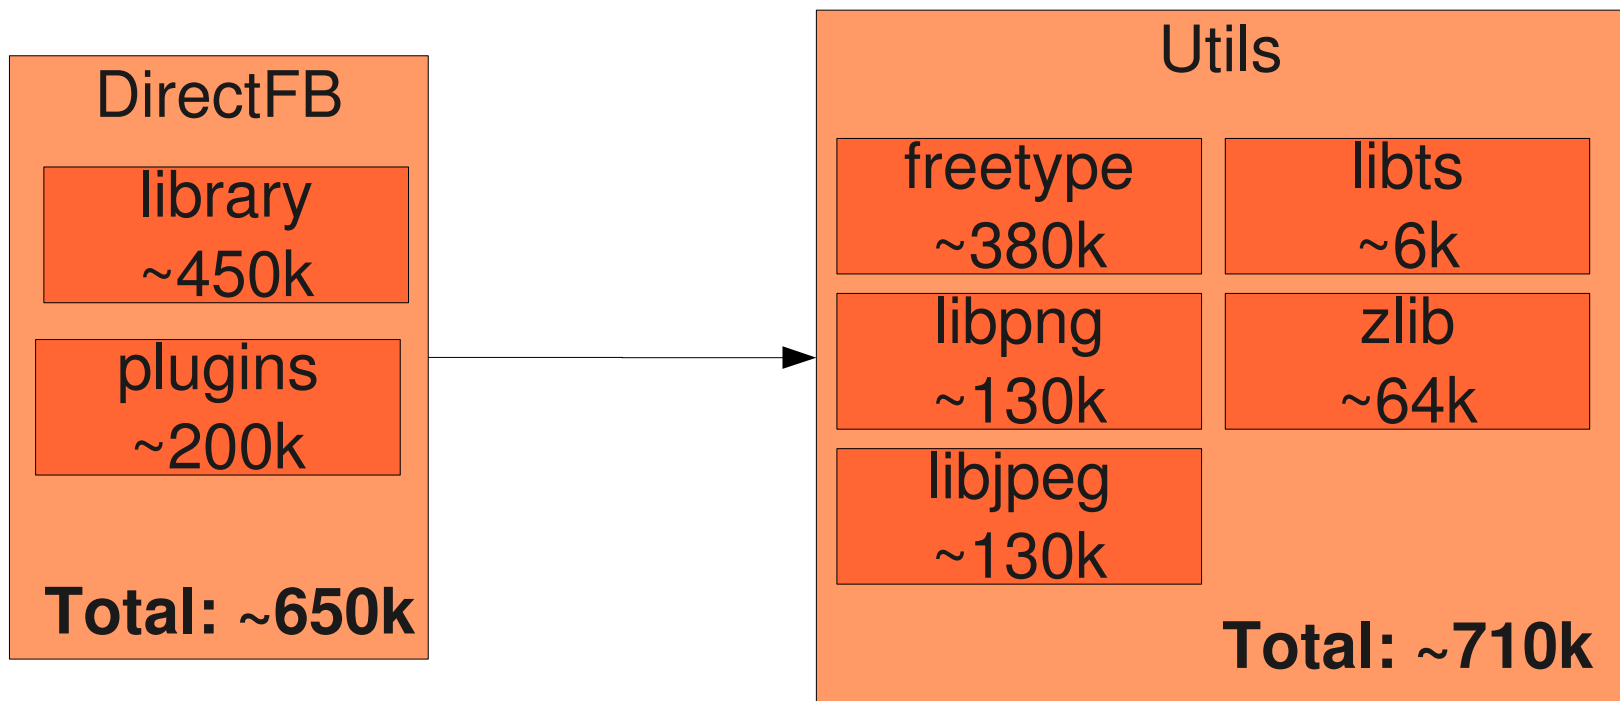 DirectFB
library
~450k
plugins
~200k
Total: ~650k
Utils
freetype
~380k
libts
~6k
libpng
~130k
zlib
~64k
libjpeg
~130k
Total: ~710k